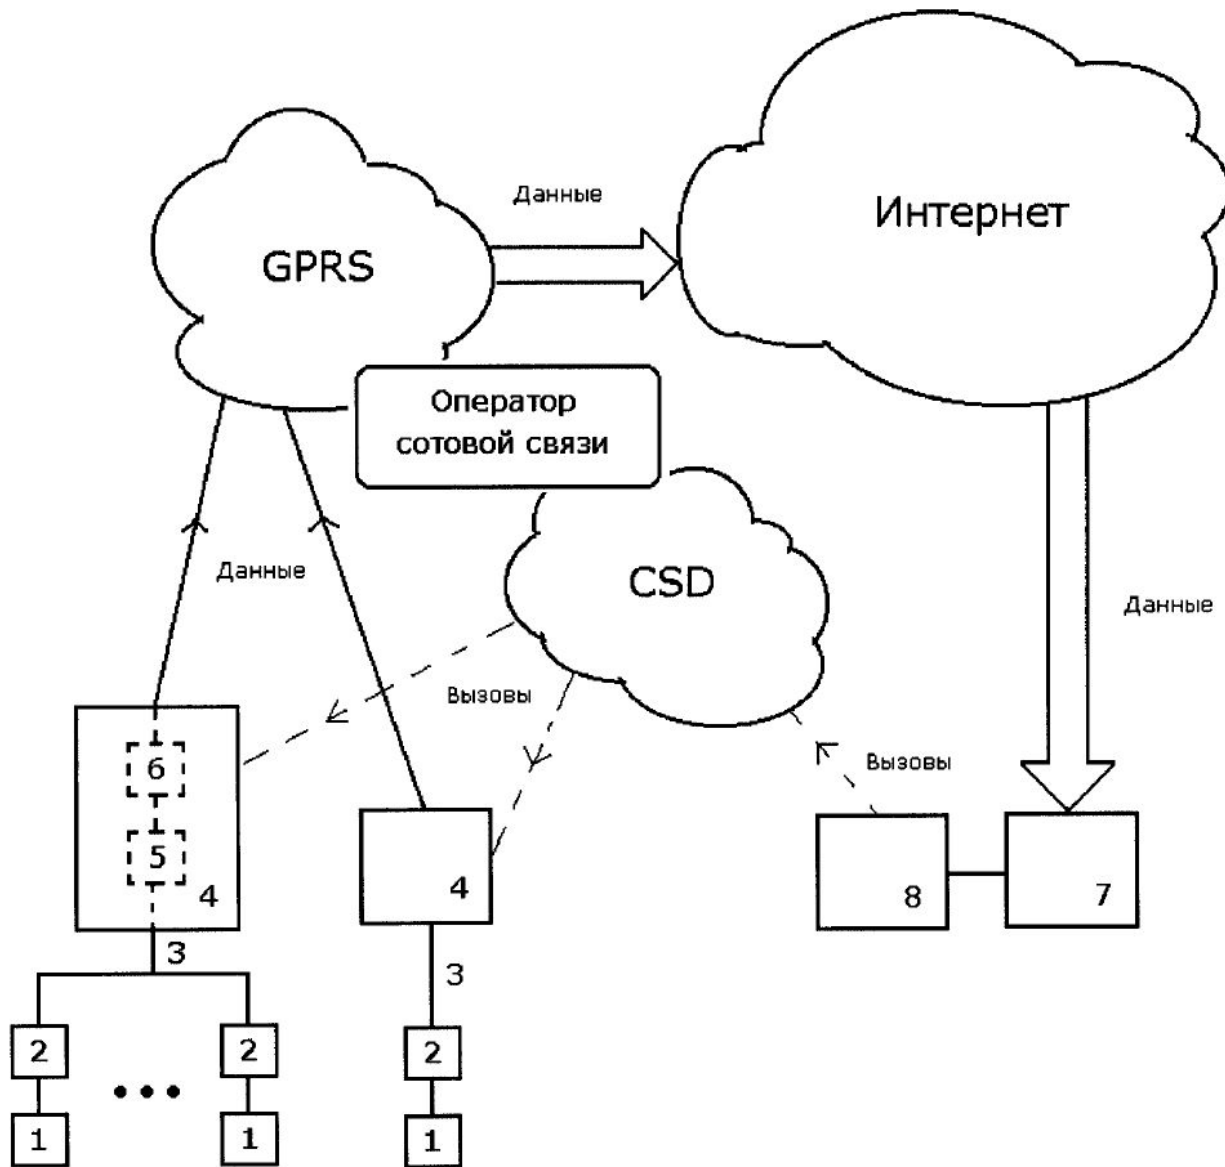 Данные
Интернет
GPRS
Оператор
сотовой связи
CSD
Данные
Данные
Вызовы
Вызовы
6
5
4
4
8
7
3
3
2
2
2
1
1
1